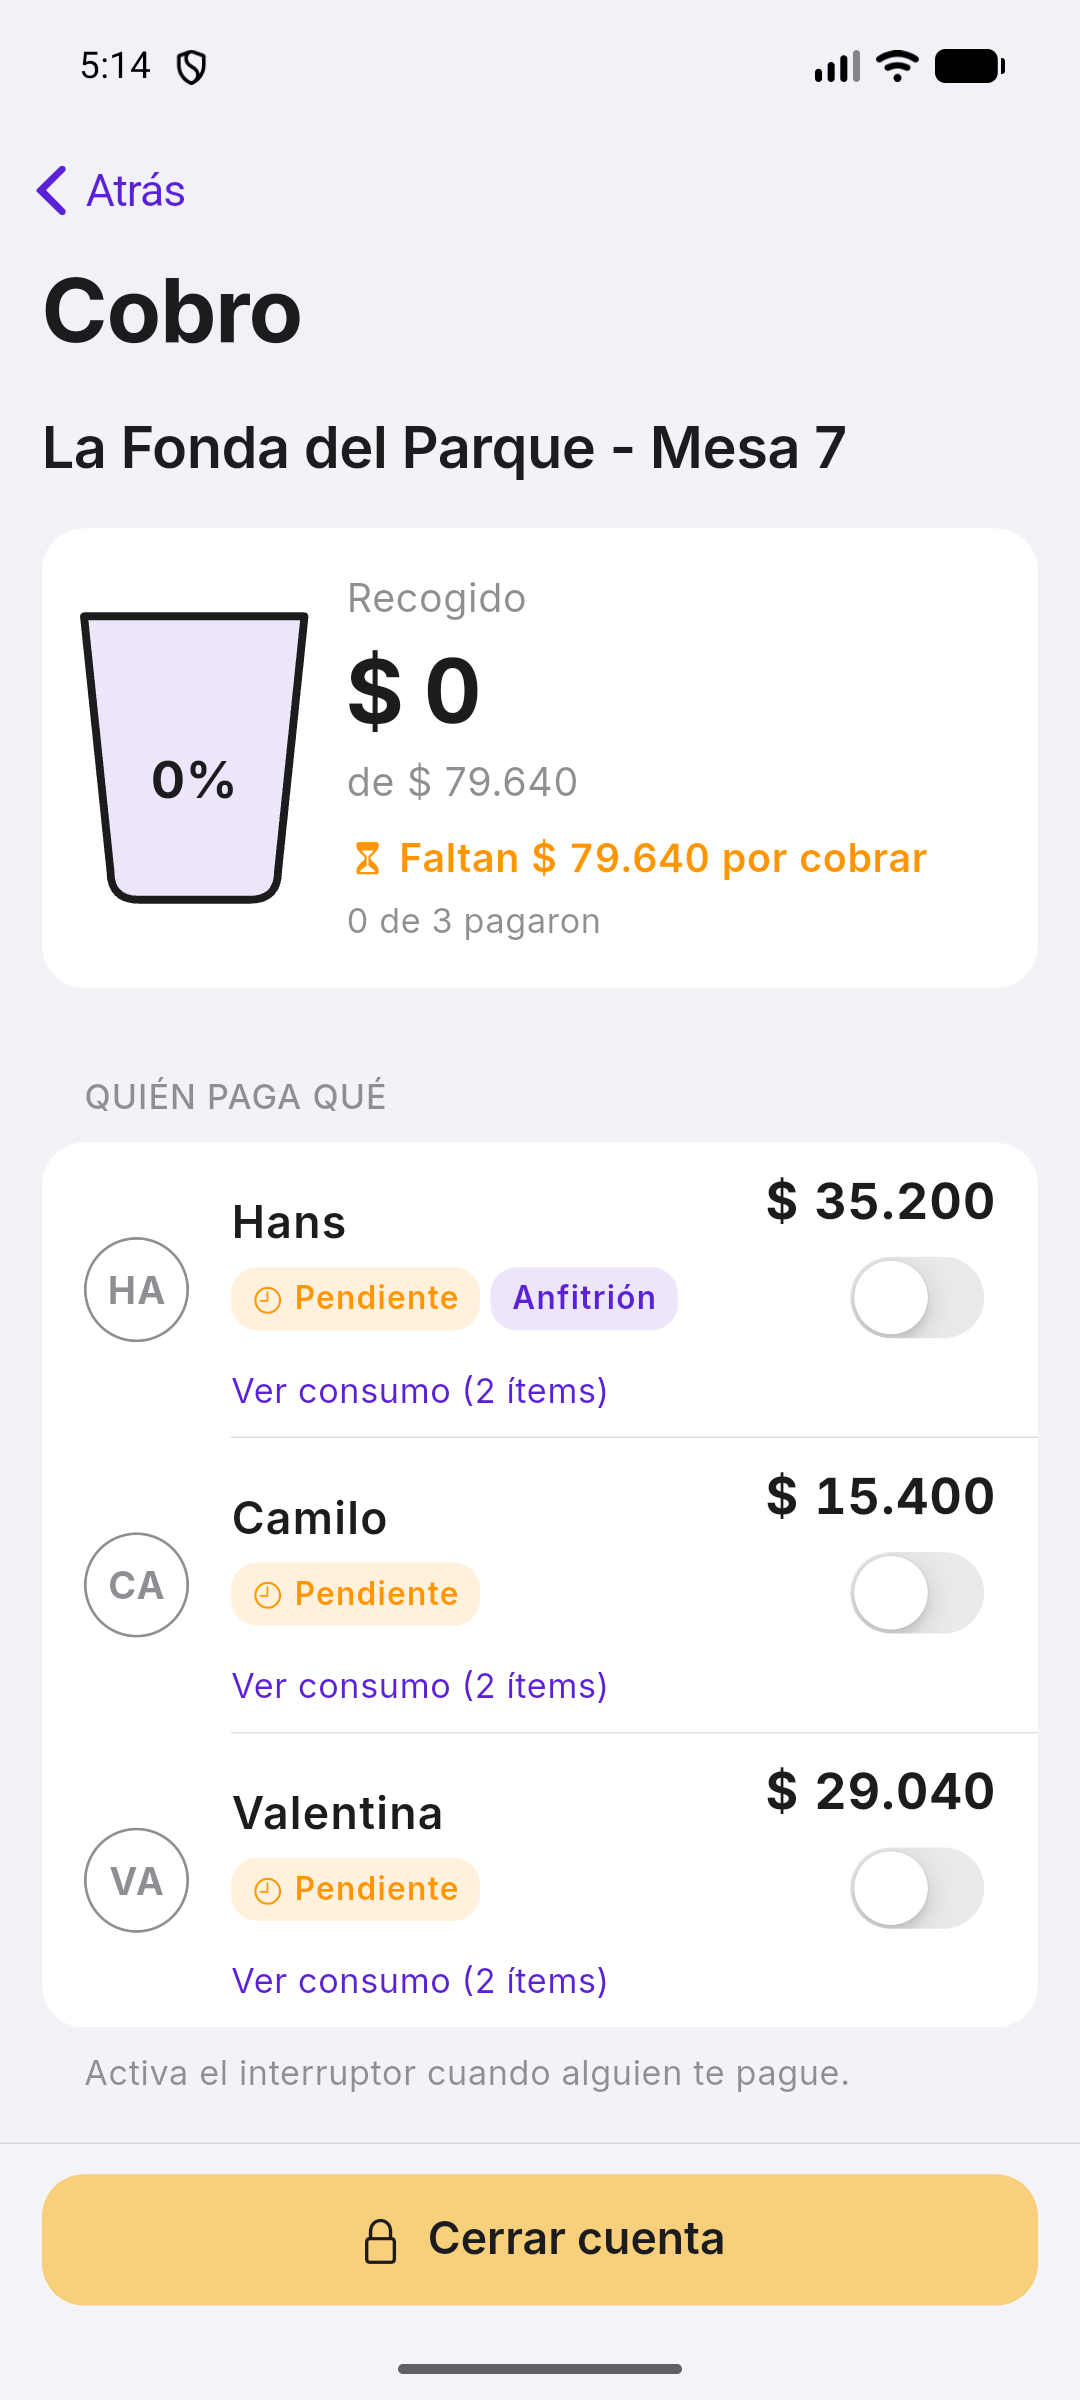 5:14
Atrás
Cobro
La Fonda del Parque - Mesa 7
Recogido
$ 0
de $ 79.640
0%
Faltan $ 79.640 por cobrar
0 de 3 pagaron
QUIÉN PAGA QUÉ
HA
Hans
$ 35.200
Pendiente
Anfitrión
Ver consumo (2 ítems)
CA
Camilo
$ 15.400
Pendiente
Ver consumo (2 ítems)
VA
Valentina
$ 29.040
Pendiente
Ver consumo (2 ítems)
Activa el interruptor cuando alguien te pague.
Cerrar cuenta